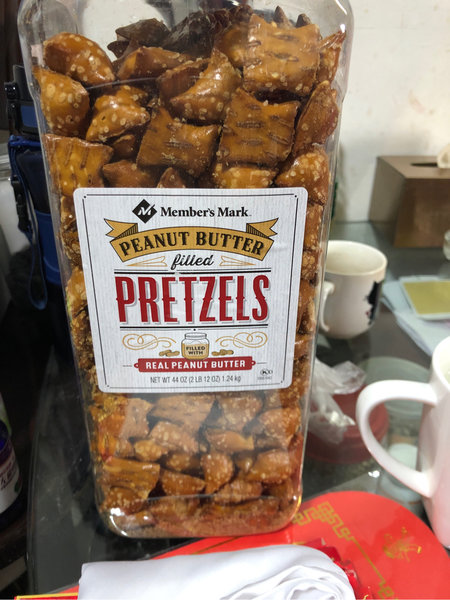 Member's Mark.
PEANUT BUTTER
filled
PRETZELS
FILLED
WITH
REAL PEANUT BUTTER
NET WT 44 OZ (2 LB 12 OZ) 1.24 kg